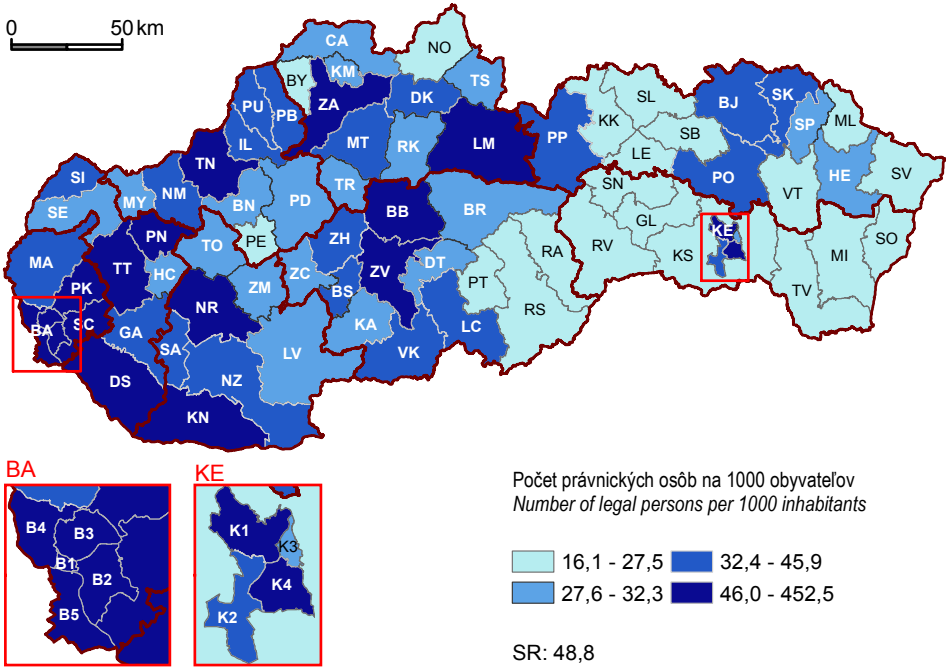 0 50 km
CA NO
BY KM TS
PU PB ZA DK BJ SK
IL MT RK LM PP KK SL SB SP ML
TN LE
SI NM TR PO VT HE SV
SE MY BN PD SN
BB BR GL
MA PN TO PE ZH RA RV KS KE SO
TT HC ZC ZV DT PT MI
PK ZM BS TV
BA SC GA NR KA LC RS
SA LV VK
DS NZ
KN
BA KE
B4 B3 K1 K3
B1 B2 K4
B5 K2
Počet právnických osôb na 1000 obyvateľov
Number of legal persons per 1000 inhabitants
16,1 - 27,5 32,4 - 45,9
27,6 - 32,3 46,0 - 452,5
SR: 48,8